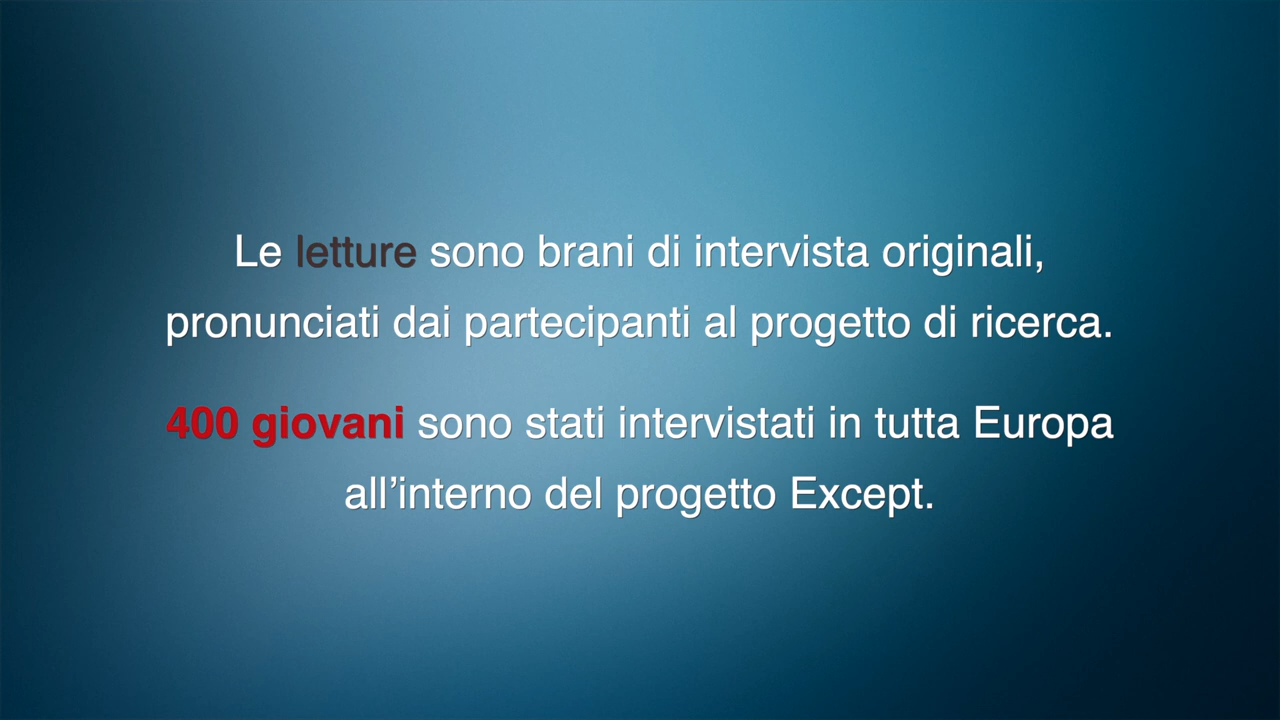 Le letture sono brani di intervista originali,
pronunciati dai partecipanti al progetto di ricerca.
400 giovani sono stati intervistati in tutta Europa
all’interno del progetto Except.